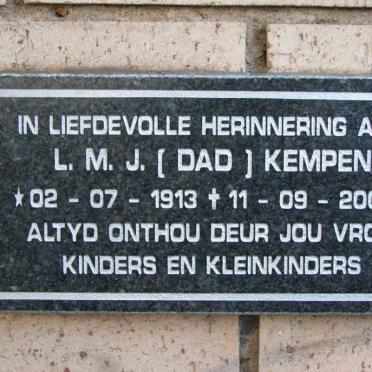 IN LIEFDEVOLLE HERINNERING A
L. M. J. [ DAD ] KEMPEN
★ 02 - 07 - 1913 ✝ 11 - 09 - 200
ALTYD ONTHOU DEUR JOU VRO
KINDERS EN KLEINKINDERS